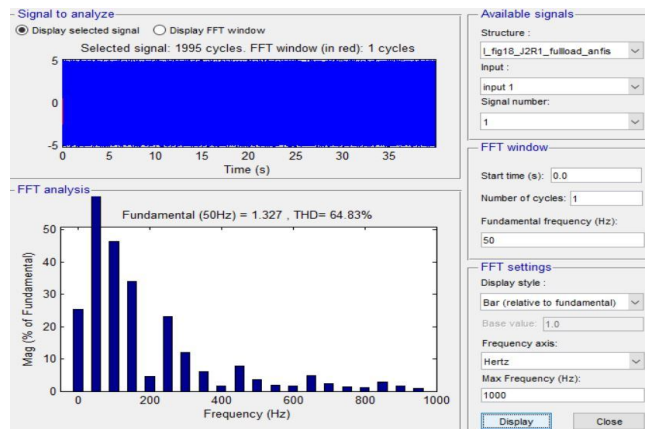 Signal to analyze
Display selected signal Display FFT window
Selected signal: 1995 cycles. FFT window (in red): 1 cycles
5
0
-5
0 5 10 15 20 25 30 35
Time (s)
FFT analysis
Fundamental (50Hz) = 1.327 , THD= 64.83%
50
40
30
20
10
0
Mag (% of Fundamental)
0 200 400 600 800 1000
Frequency (Hz)
Available signals
Structure :
l_fig18_J2R1_fullload_anfis
Input :
input 1
Signal number:
1
FFT window
Start time (s): 0.0
Number of cycles: 1
Fundamental frequency (Hz):
50
FFT settings
Display style :
Bar (relative to fundamental)
Base value: 1.0
Frequency axis:
Hertz
Max Frequency (Hz):
1000
Display Close